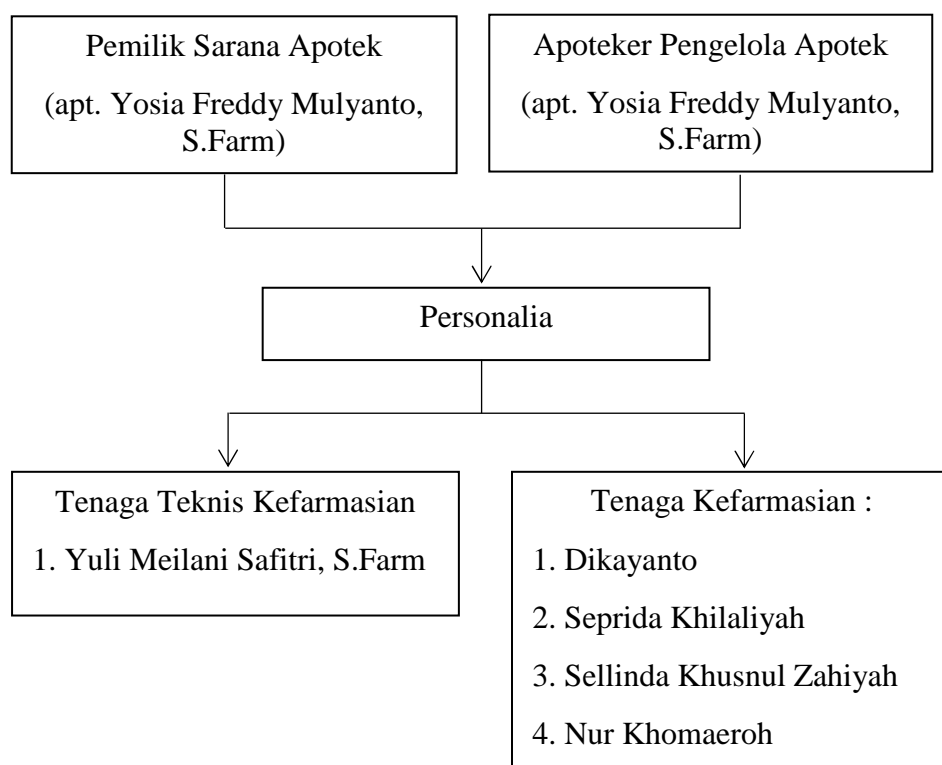 Pemilik Sarana Apotek
(apt. Yosia Freddy Mulyanto,
S.Farm)
Apoteker Pengelola Apotek
(apt. Yosia Freddy Mulyanto,
S.Farm)
Personalia
Tenaga Teknis Kefarmasian
1. Yuli Meilani Safitri, S.Farm
Tenaga Kefarmasian :
1. Dikayanto
2. Seprida Khilaliyah
3. Sellinda Khusnul Zahiyah
4. Nur Khomaeroh